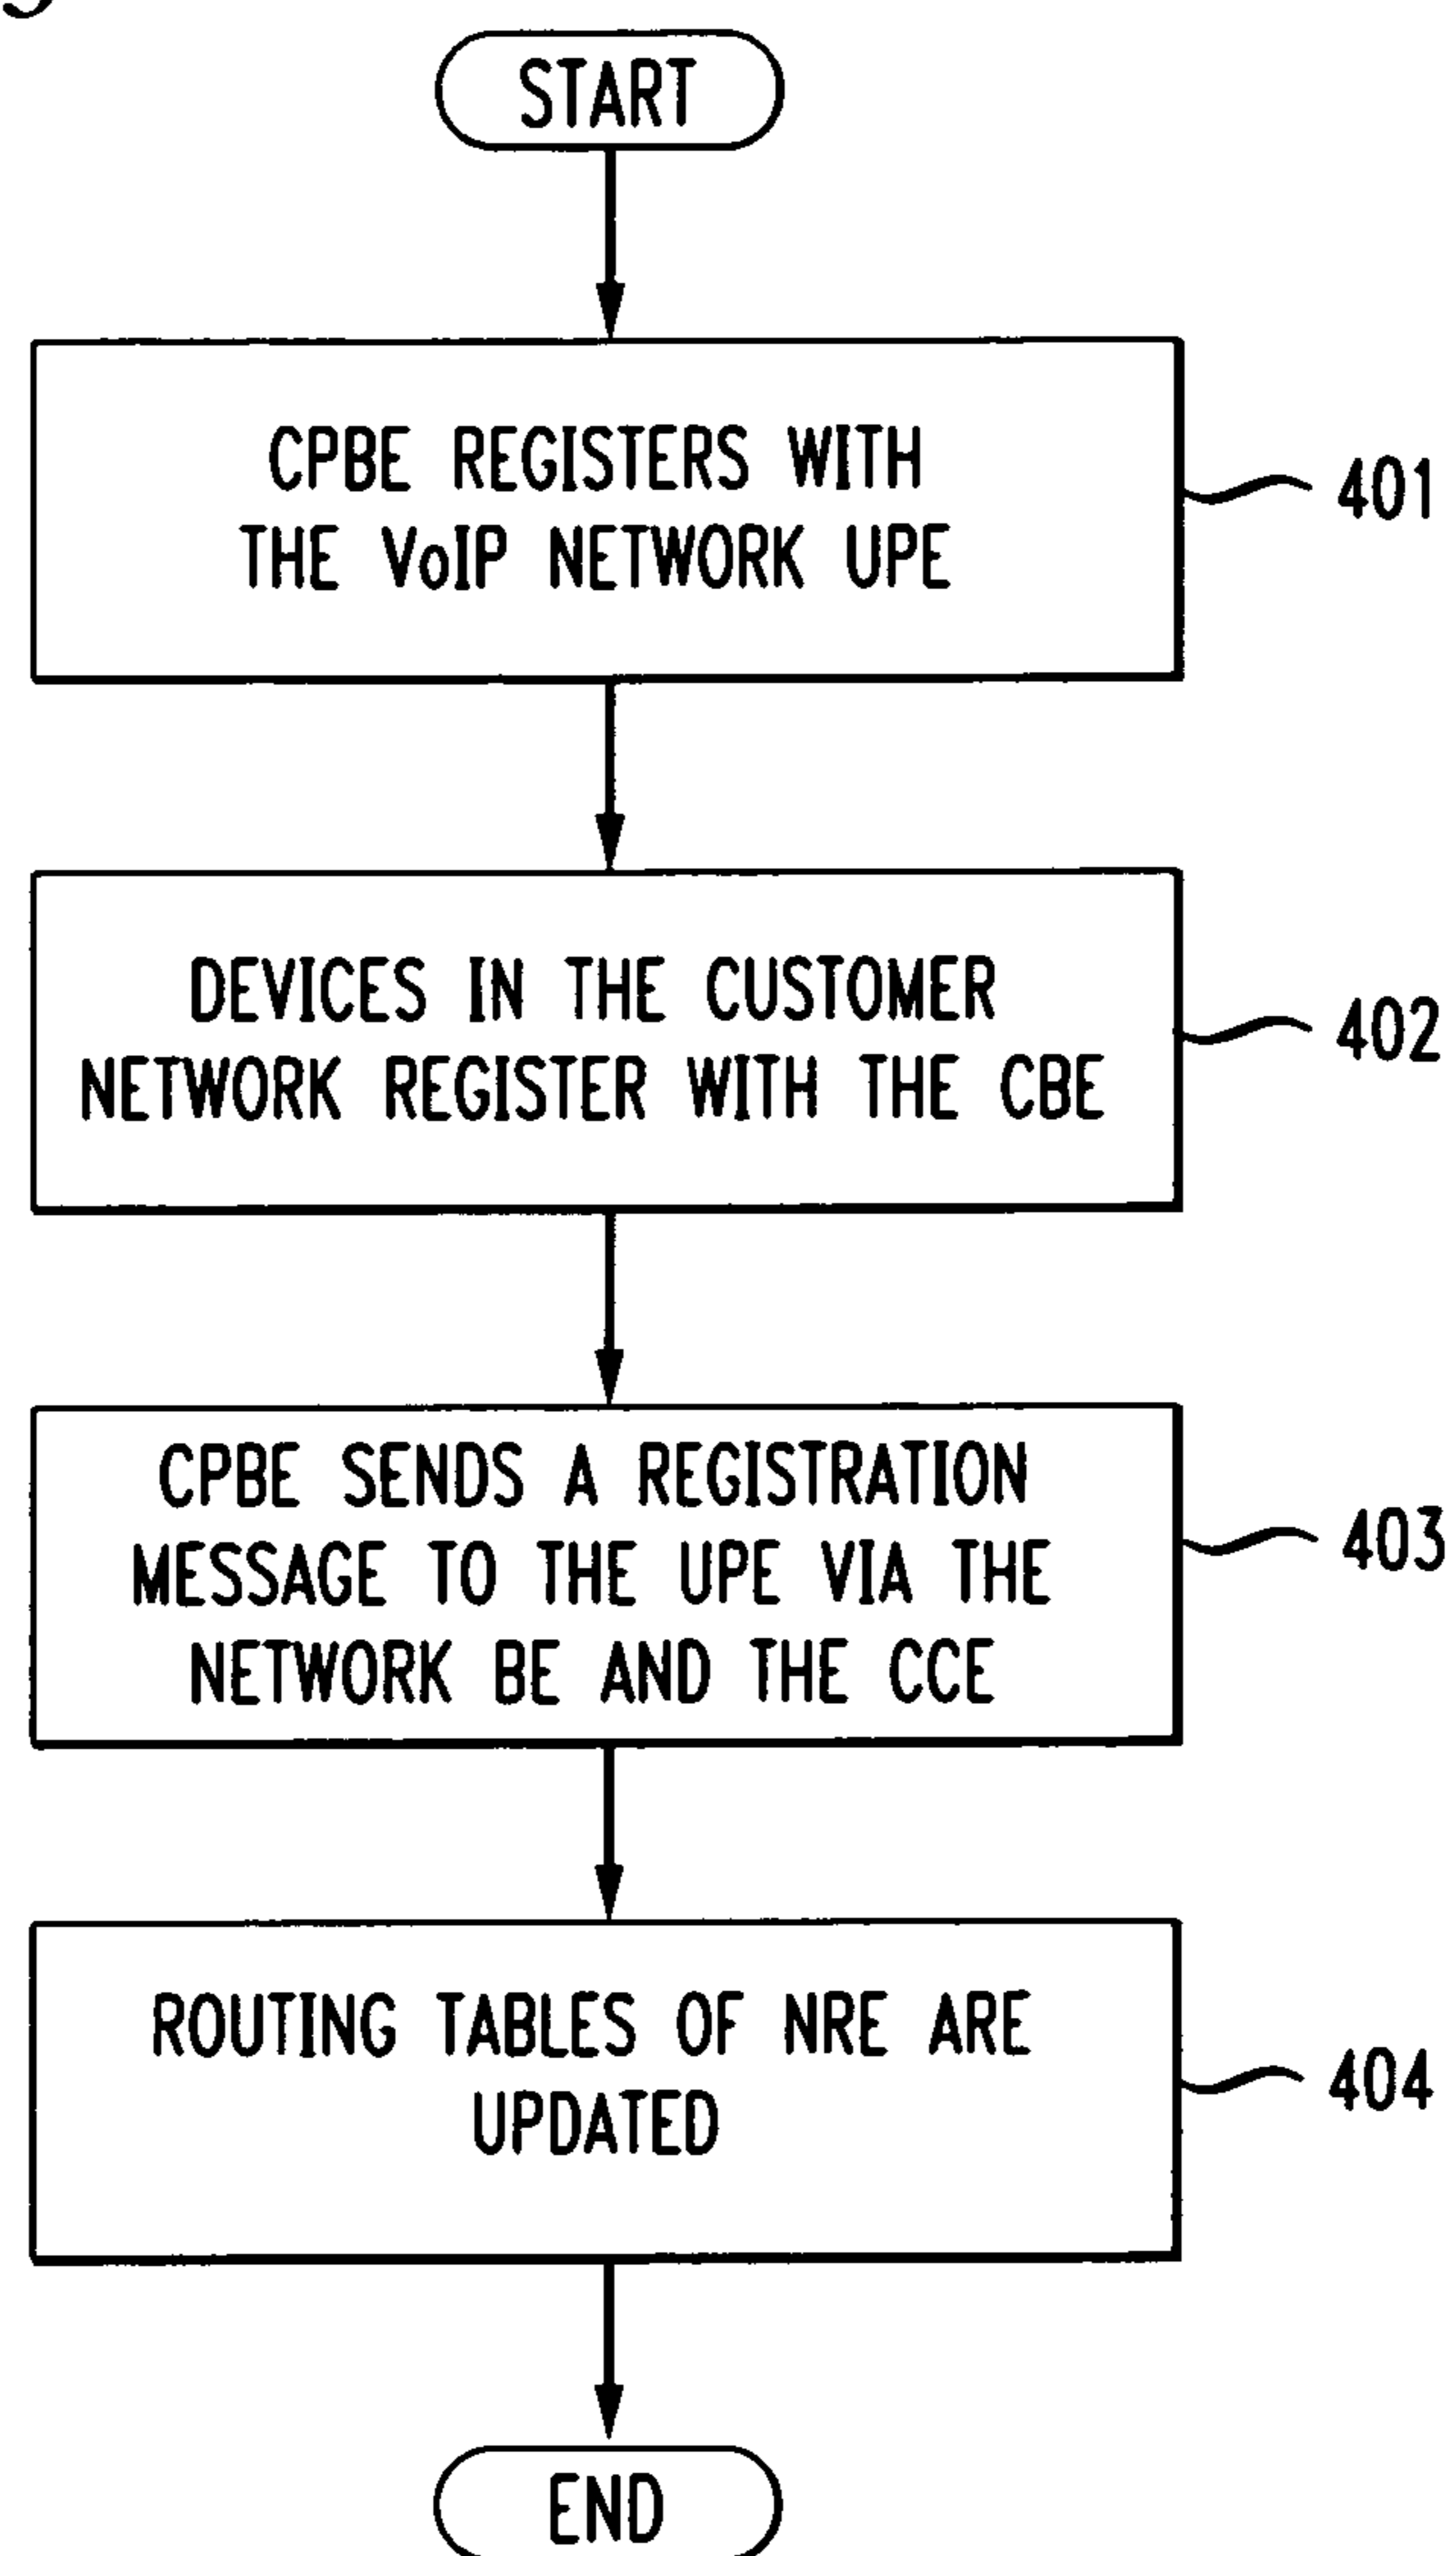 START
CPBE REGISTERS WITH
THE VoIP NETWORK UPE
401
DEVICES IN THE CUSTOMER
NETWORK REGISTER WITH THE CBE
402
CPBE SENDS A REGISTRATION
MESSAGE TO THE UPE VIA THE
NETWORK BE AND THE CCE
403
ROUTING TABLES OF NRE ARE
UPDATED
404
END